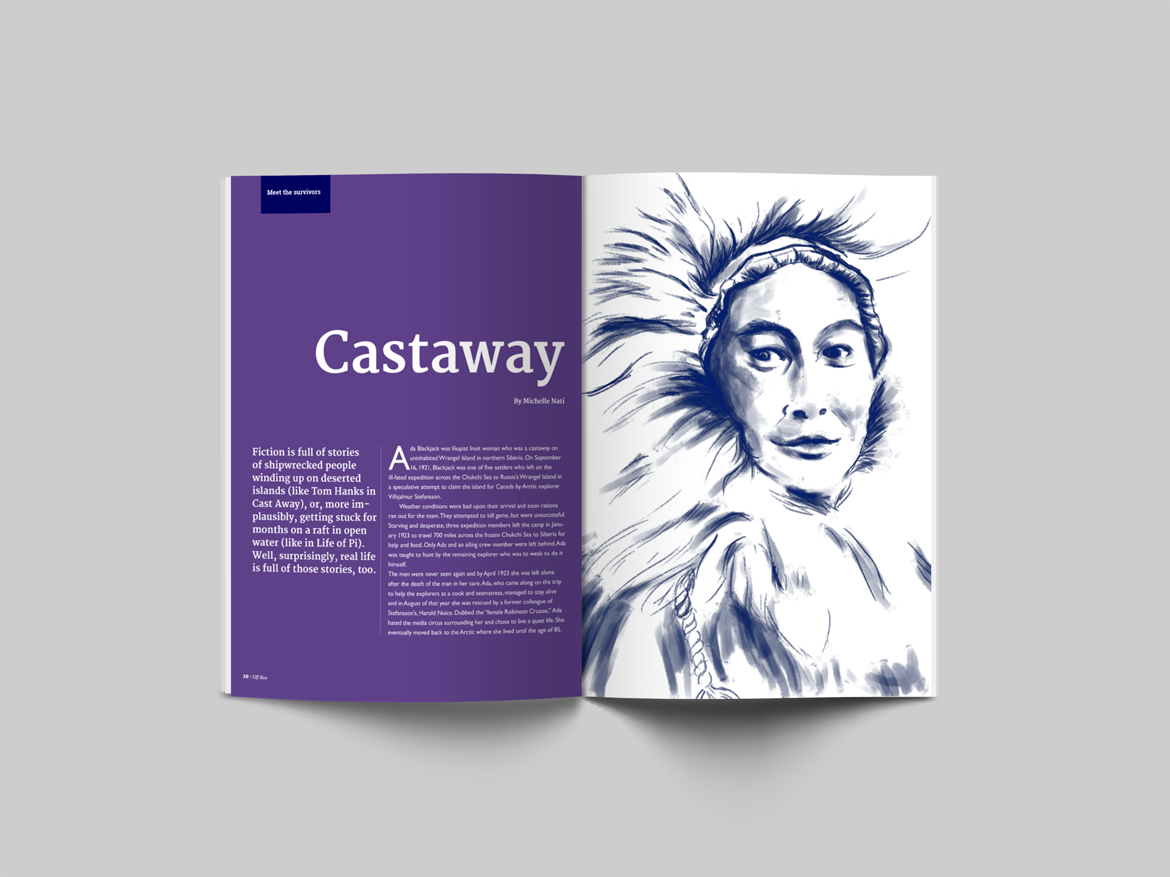 Meet the survivors
Castaway
By Michelle Nati
Fiction is full of stories
of shipwrecked people
winding up on deserted
islands (like Tom Hanks in
Cast Away), or, more im-
plausibly, getting stuck for
months on a raft in open
water (like in Life of Pi).
Well, surprisingly, real life
is full of those stories, too.
Ada Blackjack was Iñupiat Inuit woman who was a castaway on
uninhabited Wrangel Island in northern Siberia. On September
16, 1921, Blackjack was one of five settlers who left on the
ill-fated expedition across the Chukchi Sea to Russia's Wrangel Island in
a speculative attempt to claim the island for Canada by Arctic explorer
Vilhjalmur Stefansson.
Weather conditions were bad upon their arrival and soon rations
ran out for the team. They attempted to kill game, but were unsuccessful.
Starving and desperate, three expedition members left the camp in Janu-
ary 1923 to travel 700 miles across the frozen Chukchi Sea to Siberia for
help and food. Only Ada and an ailing crew member were left behind. Ada
was taught to hunt by the remaining explorer who was to weak to do it
himself.
The men were never seen again and by April 1923 she was left alone
after the death of the man in her care. Ada, who came along on the trip
to help the explorers as a cook and seamstress, managed to stay alive
and in August of that year she was rescued by a former colleague of
Stefansson's, Harold Noice. Dubbed the "female Robinson Crusoe," Ada
hated the media circus surrounding her and chose to live a quiet life. She
eventually moved back to the Arctic where she lived until the age of 85.
30 / Off Blue